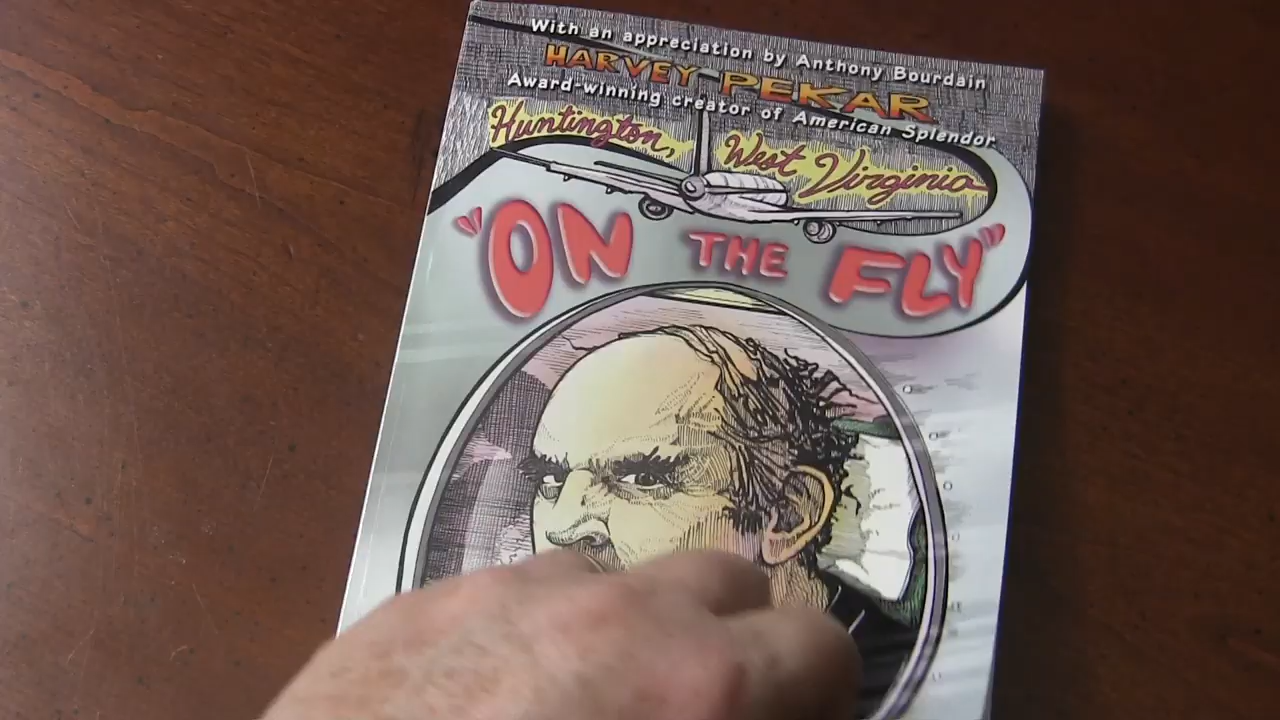 With an appreciation by Anthony Bourdain
HARVEY PEKAR
Award-winning creator of American Splendor
Huntington, West Virginia
"ON THE FLY"